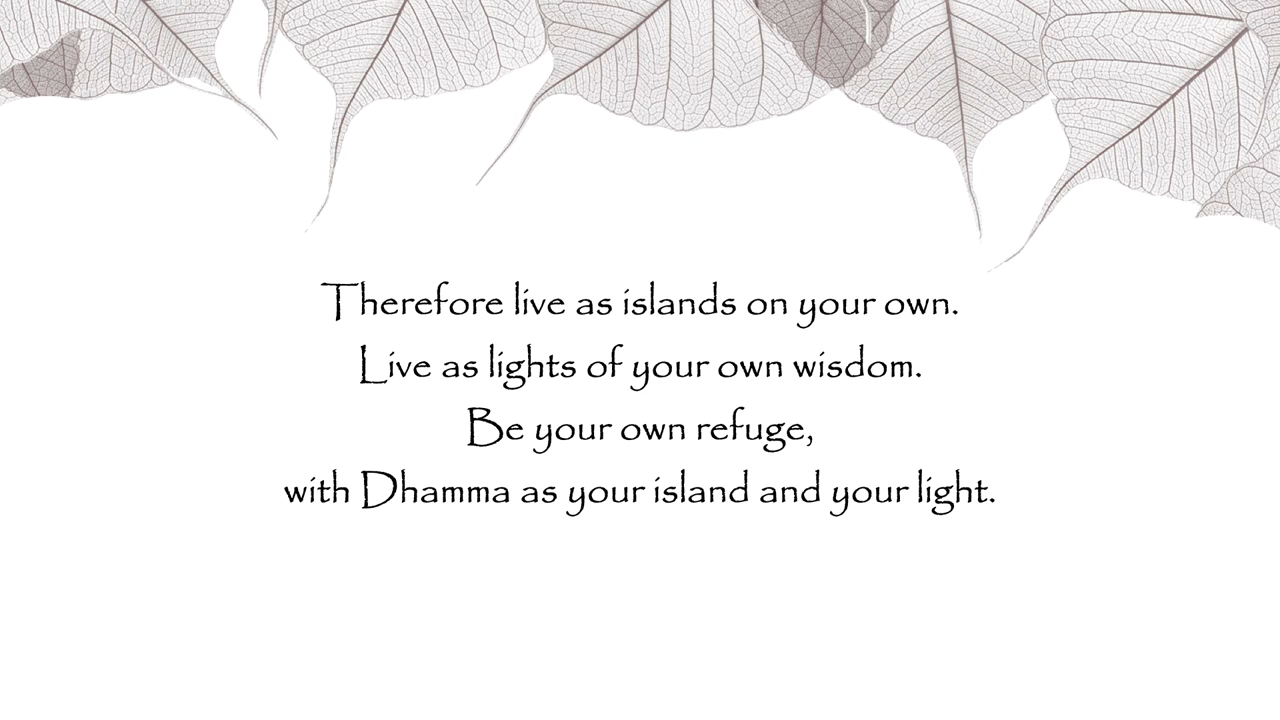 Therefore live as islands on your own.
Live as lights of your own wisdom.
Be your own refuge,
with Dhamma as your island and your light.